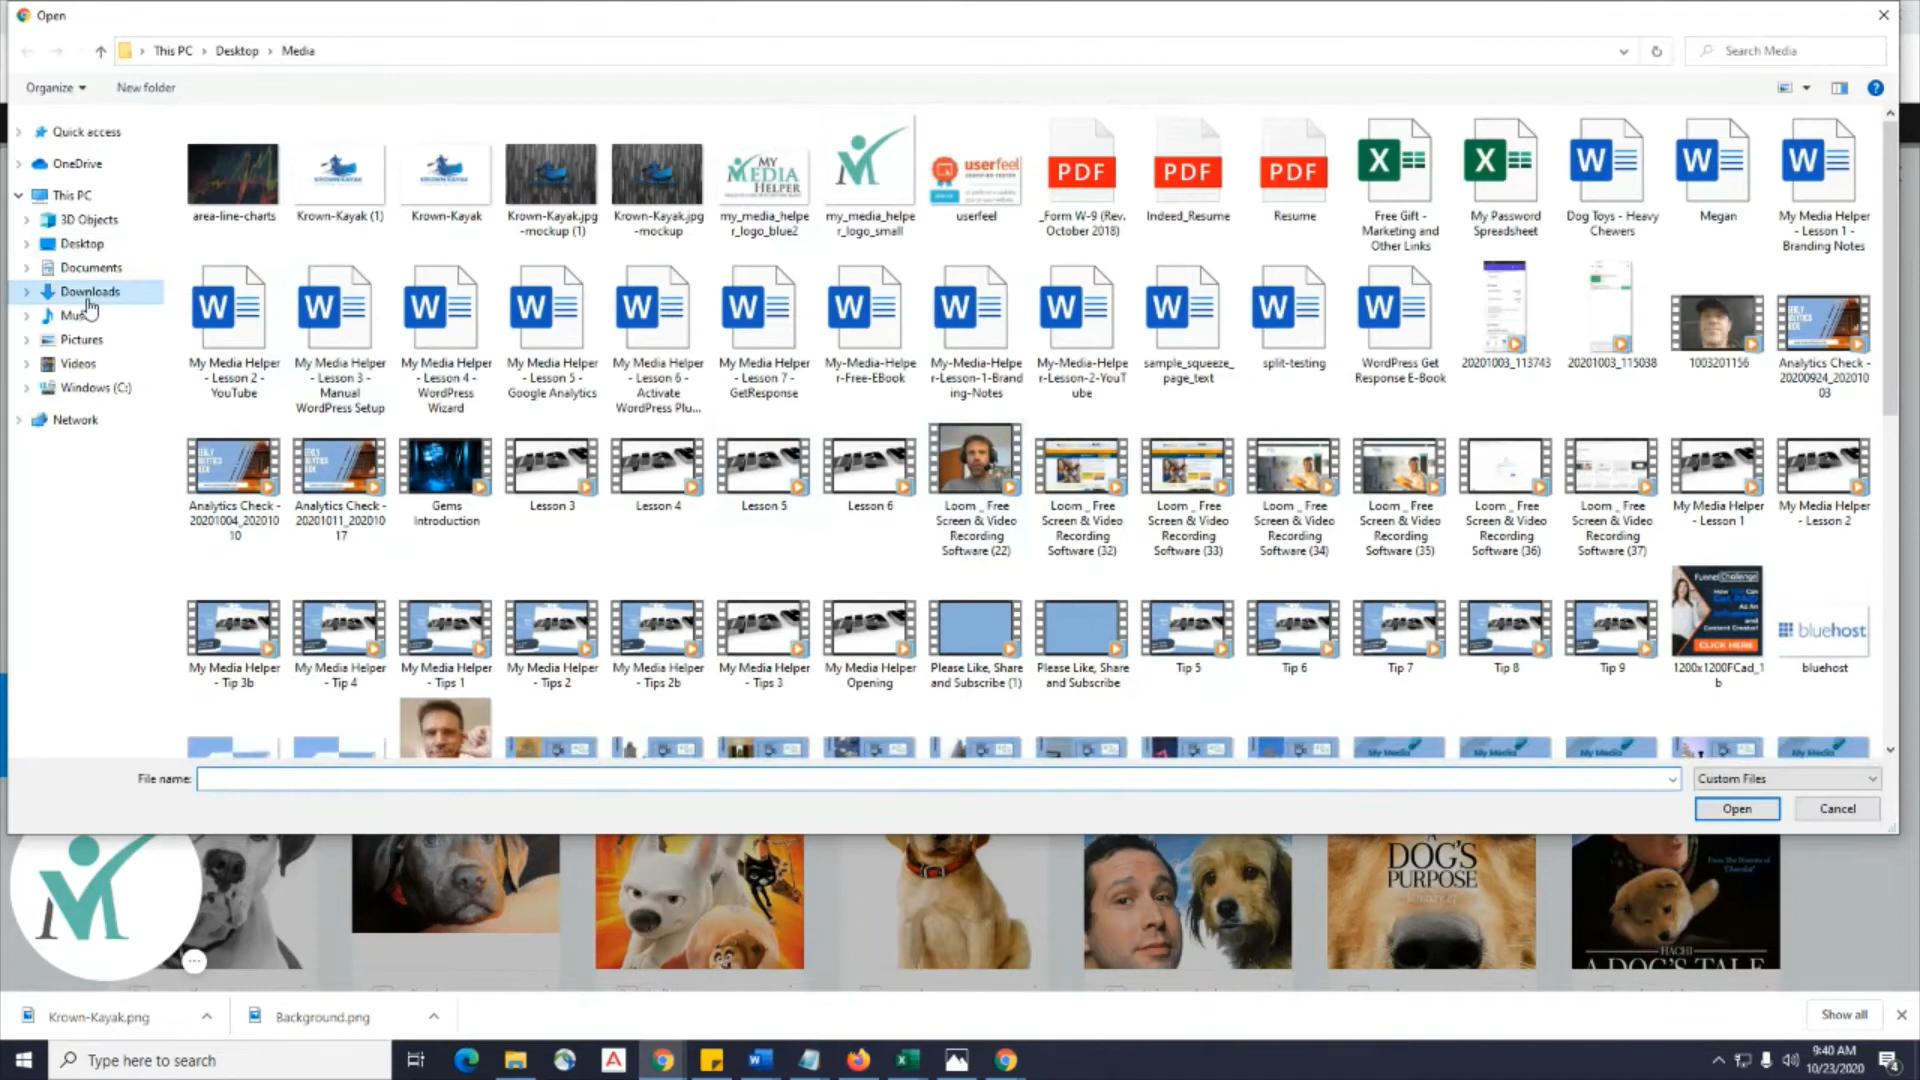 Open
This PC > Desktop > Media
Search Media
Organize
New folder
Quick access
OneDrive
This PC
3D Objects
Desktop
Documents
Downloads
Pictures
Videos
Windows (C:)
Network
area-line-charts
Krown-Kayak (1)
Krown-Kayak
Krown-Kayak.jpg
-mockup (1)
Krown-Kayak.jpg
-mockup
my_media_helpe
r_logo_blue2
my_media_helpe
r_logo_small
userfeel
_Form W-9 (Rev.
October 2018)
Indeed_Resume
Resume
Free Gift -
Marketing and
Other Links
My Password
Spreadsheet
Dog Toys - Heavy
Chewers
Megan
My Media Helper
- Lesson 1 -
Branding Notes
My Media Helper
- Lesson 2 -
YouTube
My Media Helper
- Lesson 3 -
Manual
WordPress Setup
My Media Helper
- Lesson 4 -
WordPress
Wizard
My Media Helper
- Lesson 5 -
Google Analytics
My Media Helper
- Lesson 6 -
Activate
WordPress Plu...
My Media Helper
- Lesson 7 -
GetResponse
My-Media-Helper
-Free-EBook
My-Media-Helpe
r-Lesson-1-Brand
ing-Notes
My-Media-Helpe
r-Lesson-2-YouT
ube
sample_squeeze_
page_text
split-testing
WordPress Get
Response E-Book
20201003_113743
20201003_115038
1003201156
Analytics Check -
20200924_202010
03
Analytics Check -
20201004_202010
10
Analytics Check -
20201011_202010
17
Gems
Introduction
Lesson 3
Lesson 4
Lesson 5
Lesson 6
Loom _ Free
Screen & Video
Recording
Software (22)
Loom _ Free
Screen & Video
Recording
Software (32)
Loom _ Free
Screen & Video
Recording
Software (33)
Loom _ Free
Screen & Video
Recording
Software (34)
Loom _ Free
Screen & Video
Recording
Software (35)
Loom _ Free
Screen & Video
Recording
Software (36)
Loom _ Free
Screen & Video
Recording
Software (37)
My Media Helper
- Lesson 1
My Media Helper
- Lesson 2
My Media Helper
- Tip 3b
My Media Helper
- Tip 4
My Media Helper
- Tips 1
My Media Helper
- Tips 2
My Media Helper
- Tips 2b
My Media Helper
- Tips 3
My Media Helper
Opening
Please Like, Share
and Subscribe (1)
Please Like, Share
and Subscribe
Tip 5
Tip 6
Tip 7
Tip 8
Tip 9
1200x1200FCad_1
b
bluehost
File name:
Custom Files
Open
Cancel
A
DOG'S
PURPOSE
HACHI
A DOG'S TALE
Krown-Kayak.png
Background.png
Show all
Type here to search
9:40 AM
10/23/2020